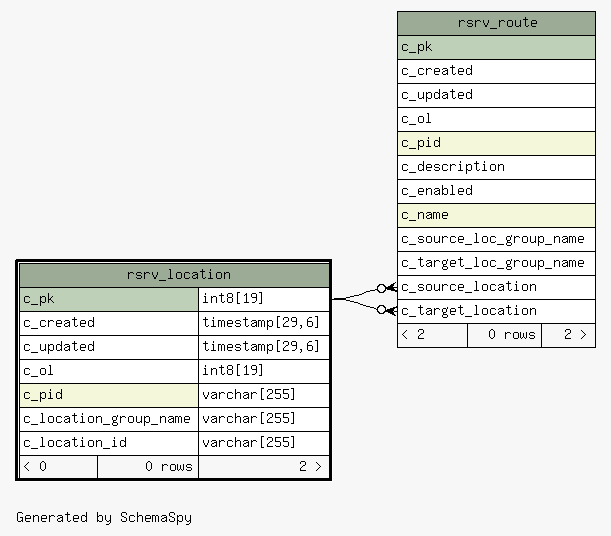 rsrv_route
c_pk
c_created
c_updated
c_ol
c_pid
c_description
c_enabled
c_name
c_source_loc_group_name
c_target_loc_group_name
c_source_location
c_target_location
< 2 0 rows 2 >
rsrv_location
c_pk int8[19]
c_created timestamp[29,6]
c_updated timestamp[29,6]
c_ol int8[19]
c_pid varchar[255]
c_location_group_name varchar[255]
c_location_id varchar[255]
< 0 0 rows 2 >
Generated by SchemaSpy